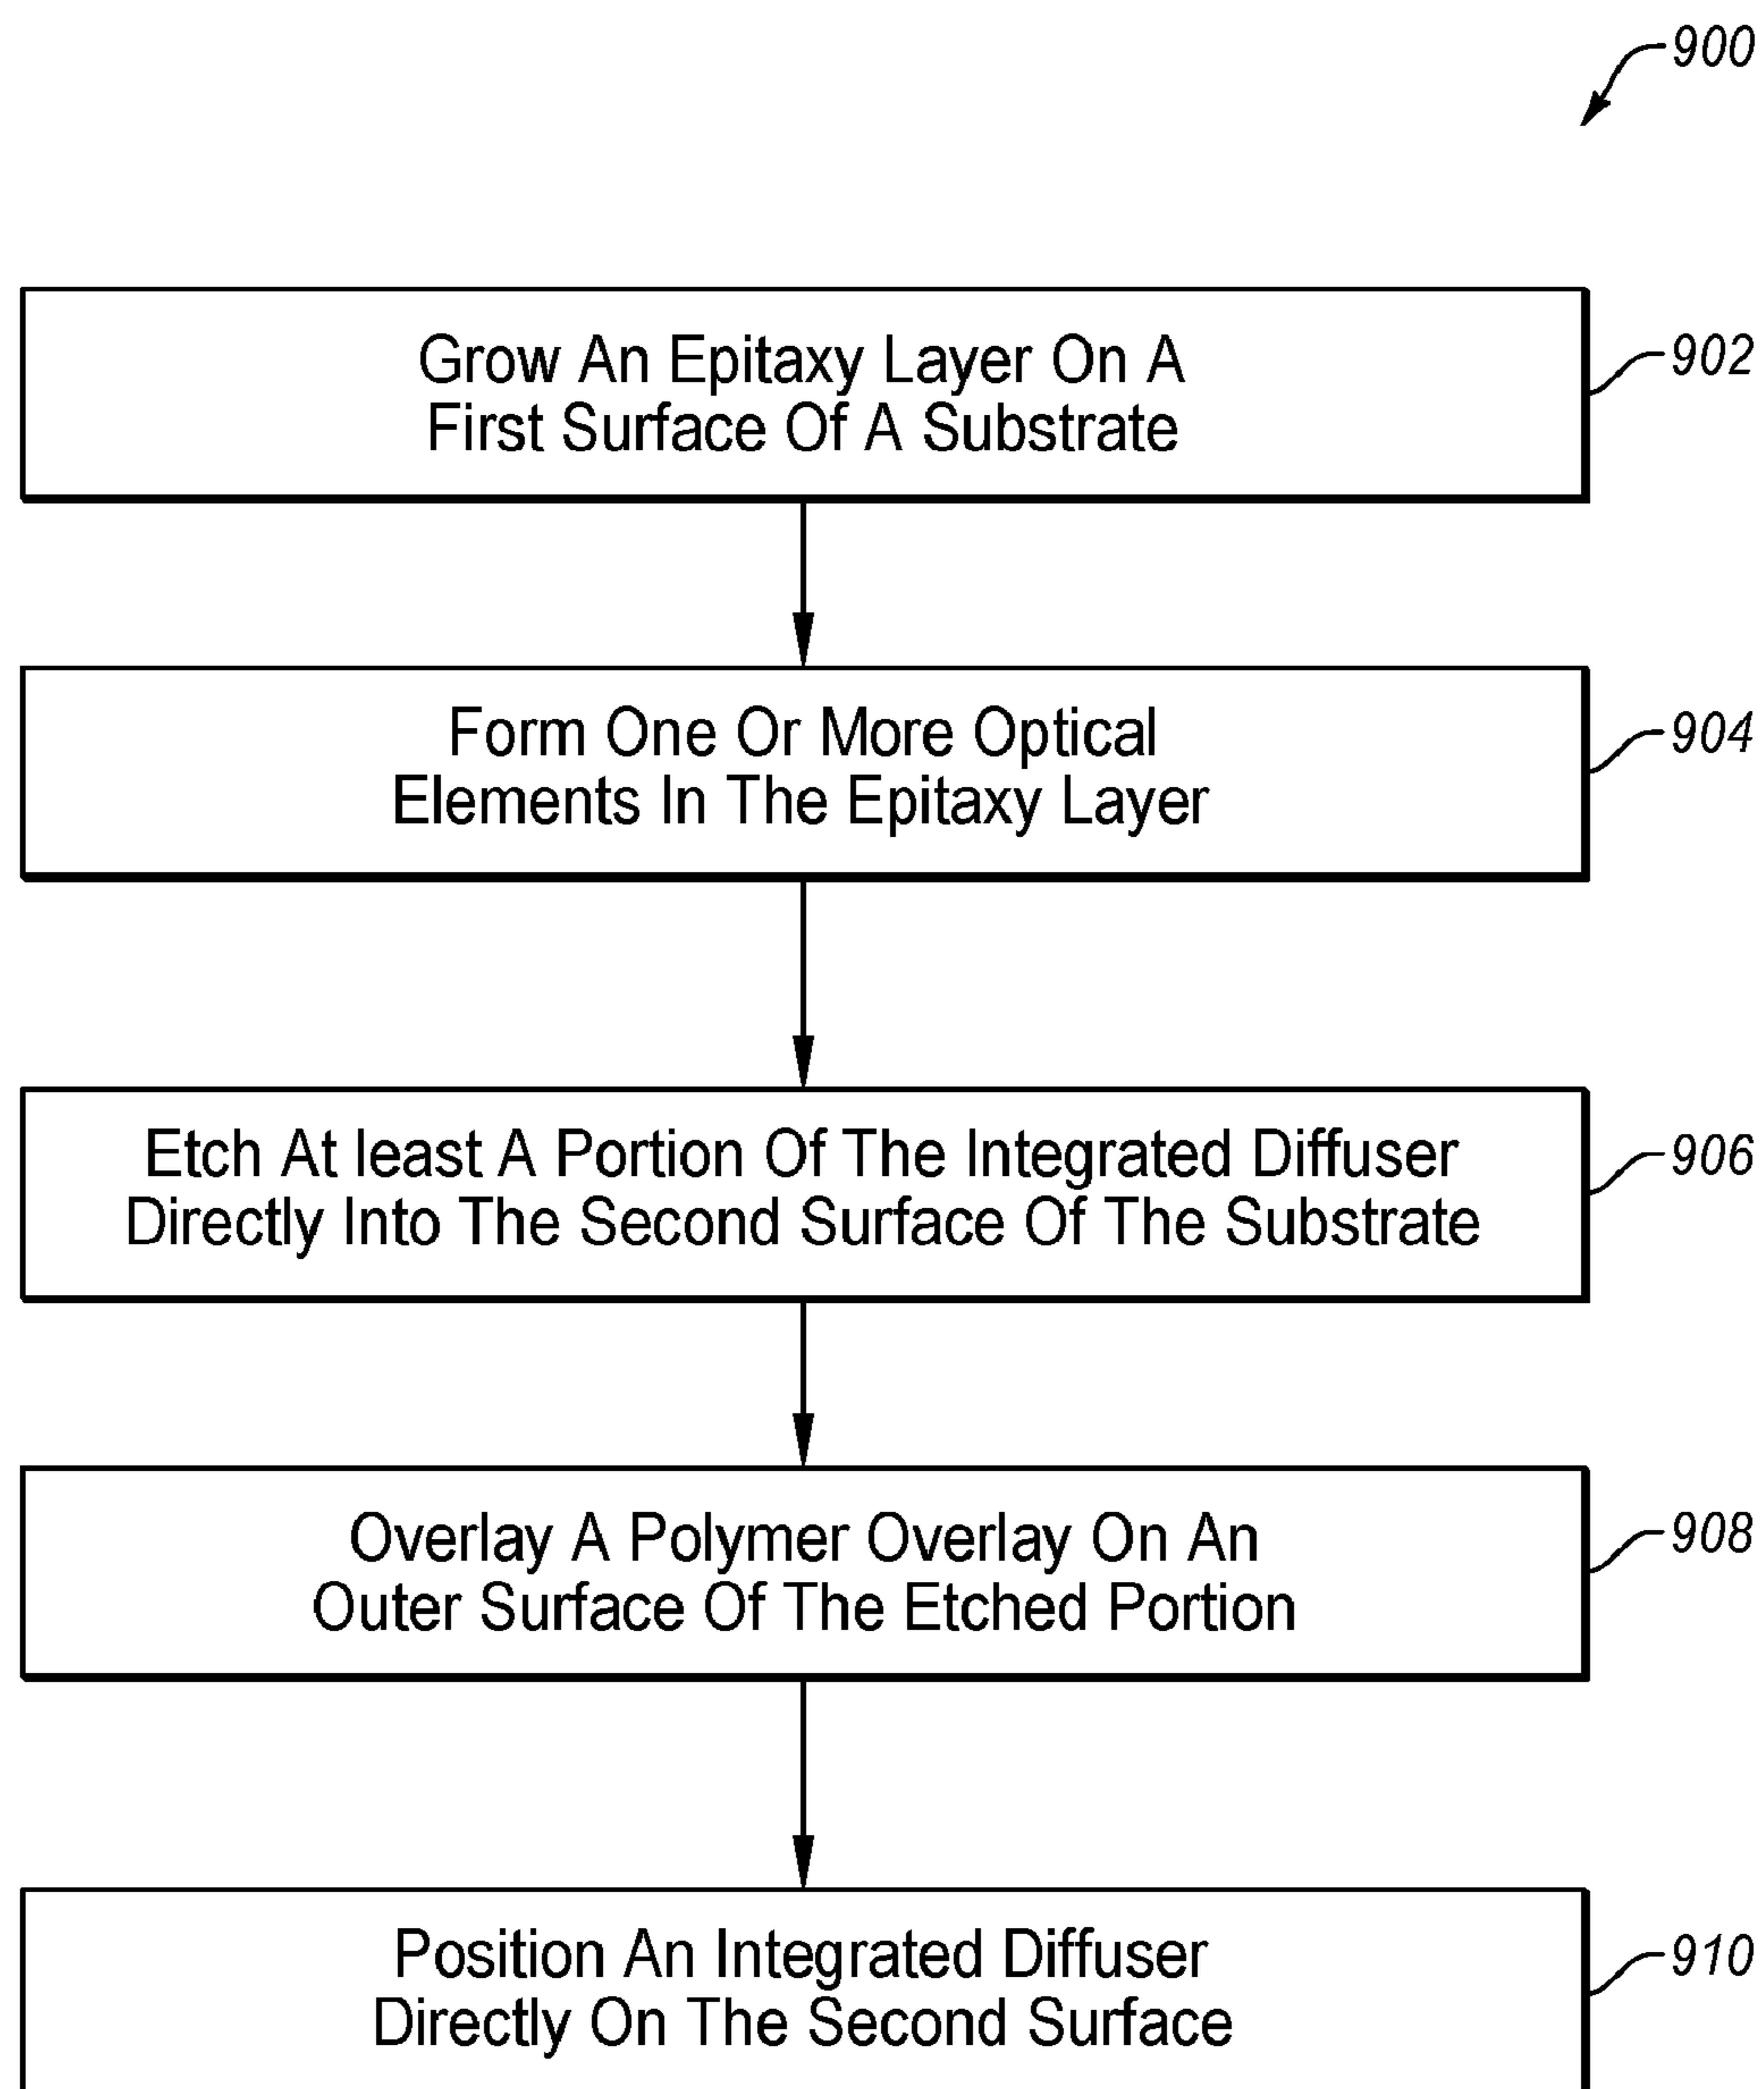 900
Grow An Epitaxy Layer On A
First Surface Of A Substrate
902
Form One Or More Optical
Elements In The Epitaxy Layer
904
Etch At least A Portion Of The Integrated Diffuser
Directly Into The Second Surface Of The Substrate
906
Overlay A Polymer Overlay On An
Outer Surface Of The Etched Portion
908
Position An Integrated Diffuser
Directly On The Second Surface
910